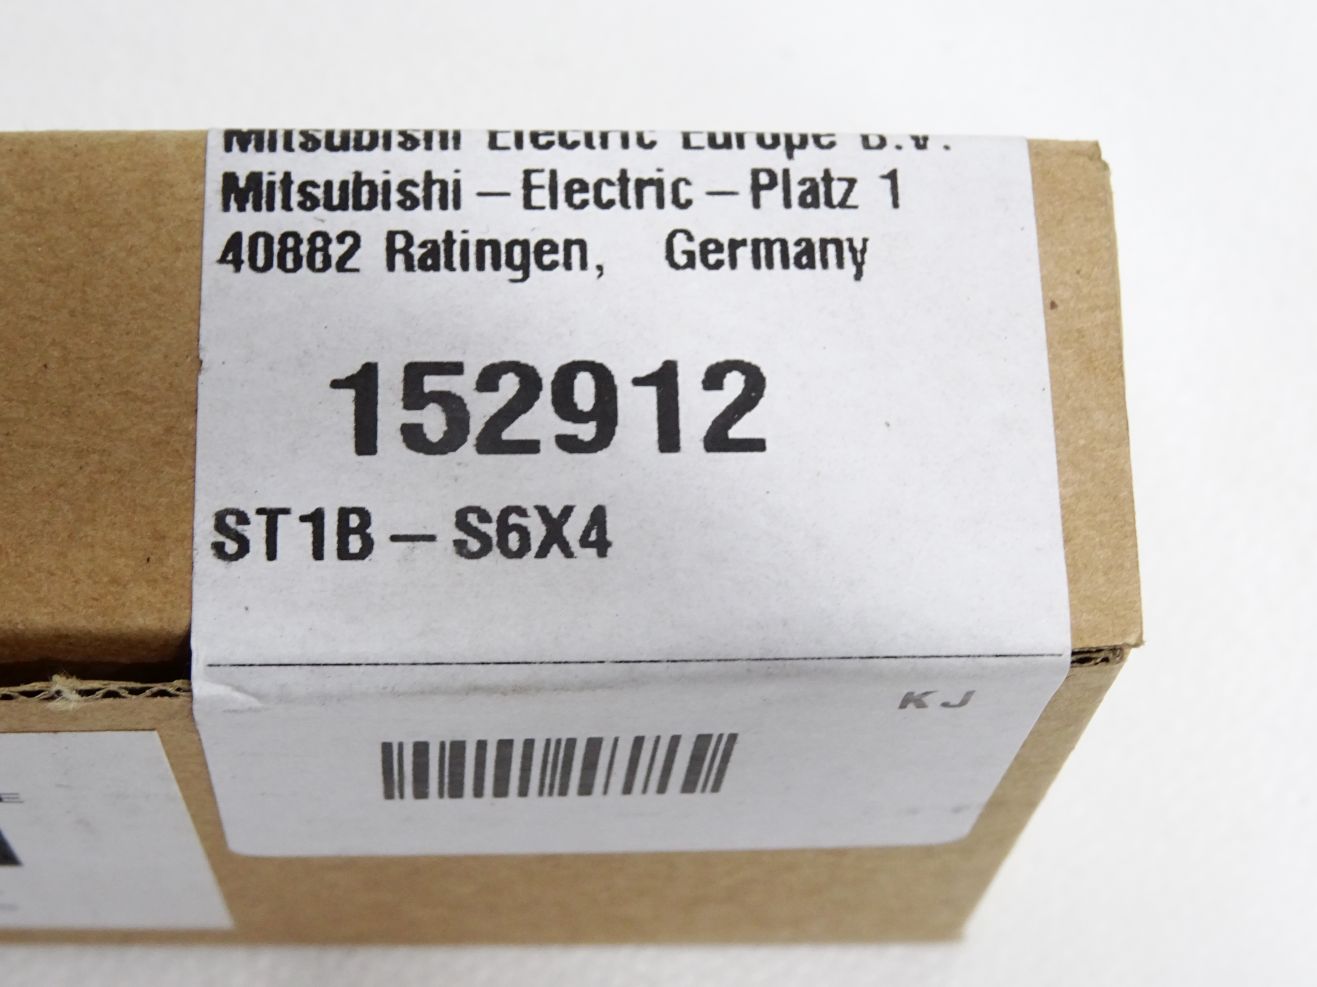 Mitsubishi Electric Europe B.V.
Mitsubishi-Electric-Platz 1
40882 Ratingen, Germany
152912
ST1B-S6X4
KJ
E